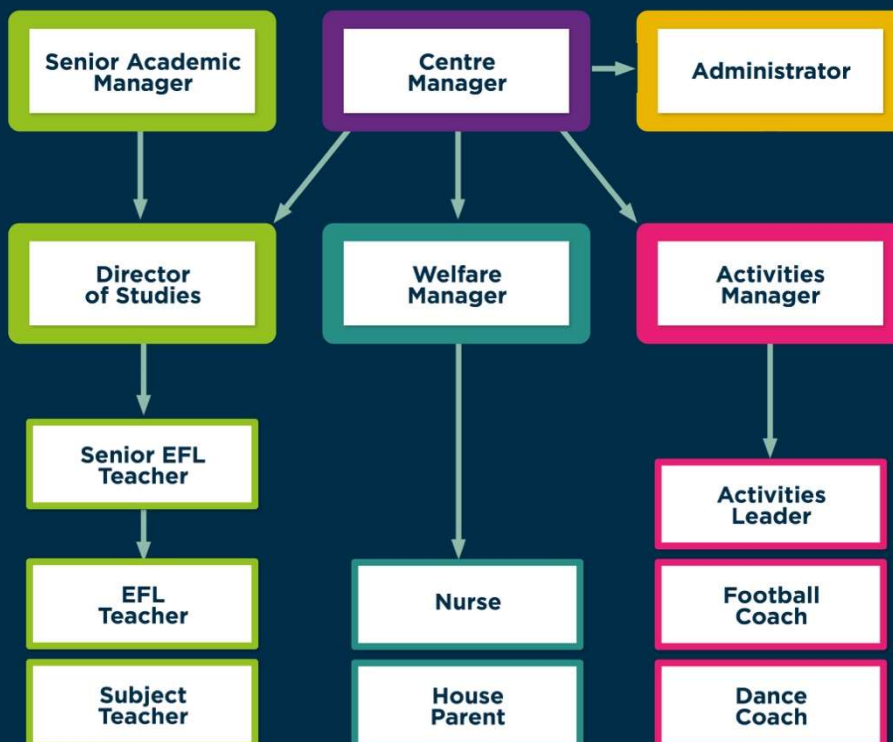 Senior Academic
Manager
Centre
Manager
Administrator
Director
of Studies
Welfare
Manager
Activities
Manager
Senior EFL
Teacher
Activities
Leader
EFL
Teacher
Nurse
Football
Coach
Subject
Teacher
House
Parent
Dance
Coach